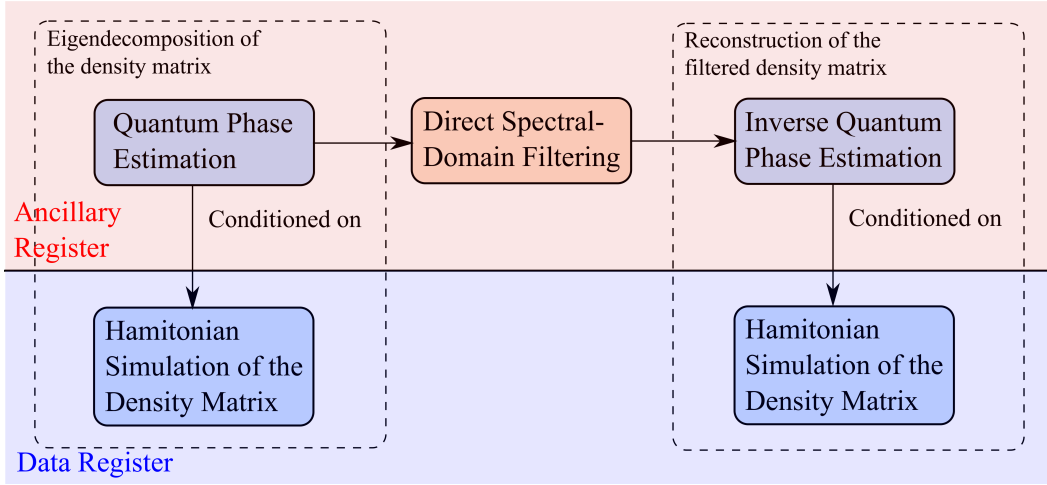 Eigendecomposition of
the density matrix
Reconstruction of the
filtered density matrix
Quantum Phase
Estimation
Direct Spectral-
Domain Filtering
Inverse Quantum
Phase Estimation
Ancillary
Register
Conditioned on
Conditioned on
Hamitonian
Simulation of the
Density Matrix
Hamitonian
Simulation of the
Density Matrix
Data Register